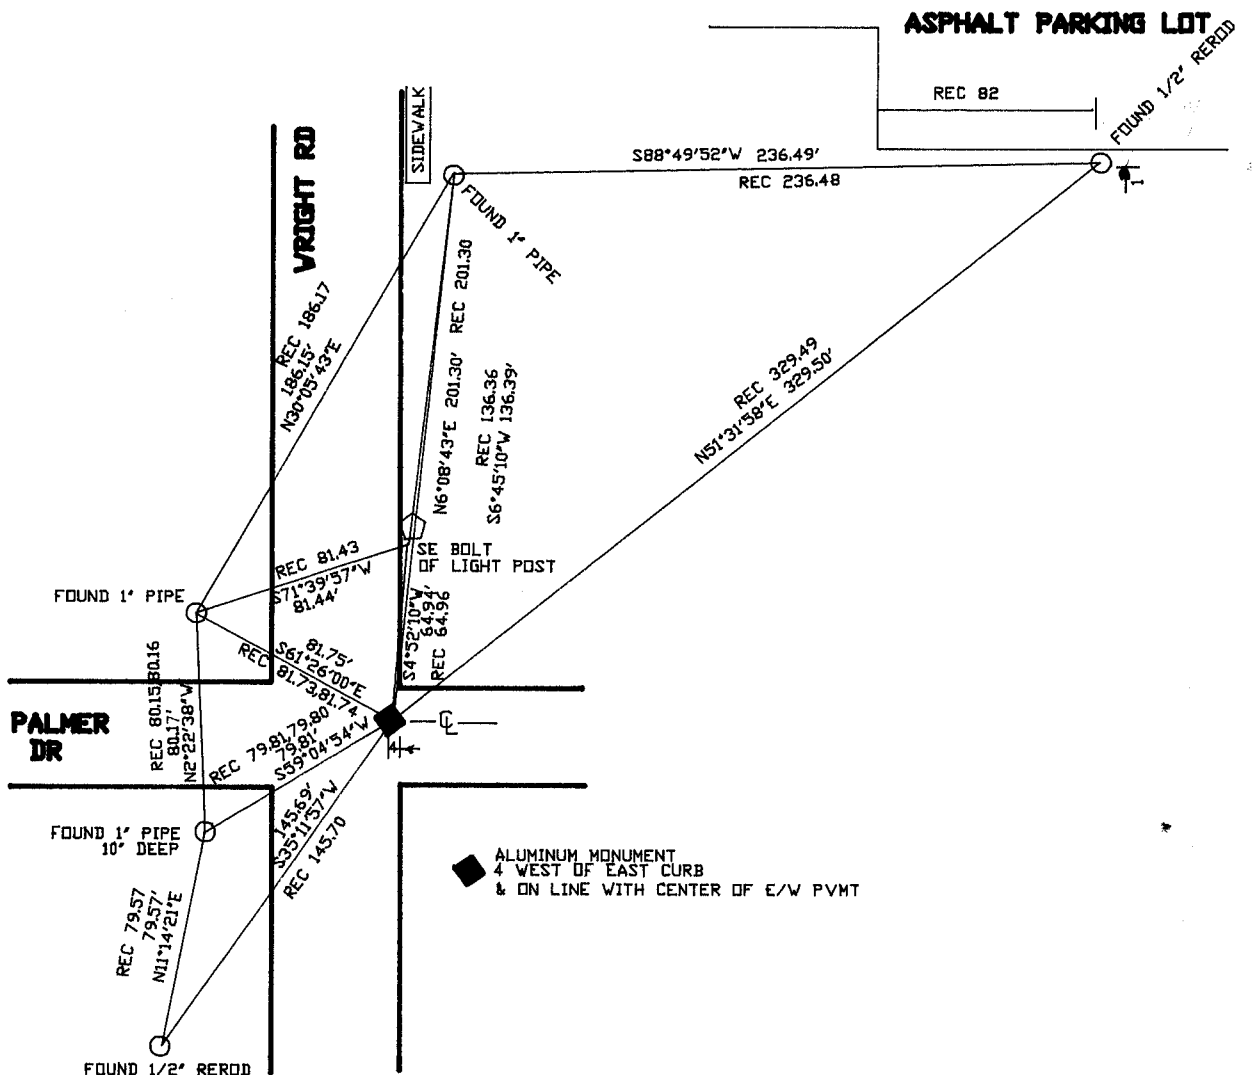 ASPHALT PARKING LOT
REC 82
FOUND 1/2" REROD
SIDEWALK
WRIGHT RD
S88°49'52"W 236.49'
REC 236.48
1
FOUND 1" PIPE
REC 186.17
186.15'
N30°05'43"E
N6°08'43"E 201.30' REC 201.30
REC 136.36
S6°45'10"W 136.39'
REC 329.49
N51°31'58"E 329.50'
SE BOLT
OF LIGHT POST
REC 81.43
S71°39'57"W
81.44'
FOUND 1" PIPE
S4°52'10"W
64.94'
REC 64.96
81.75'
S61°26'00"E
REC 81.73,81.74
REC 80.15,80.16
80.17'
N2°22'38"W
PALMER
DR
CL
4
REC 79.81,79.80
79.81'
S59°04'54"W
145.69'
S35°11'57"W
REC 145.70
FOUND 1" PIPE
10" DEEP
REC 79.57
79.57'
N11°14'21"E
ALUMINUM MONUMENT
4 WEST OF EAST CURB
& ON LINE WITH CENTER OF E/W PVMT
FOUND 1/2" REROD